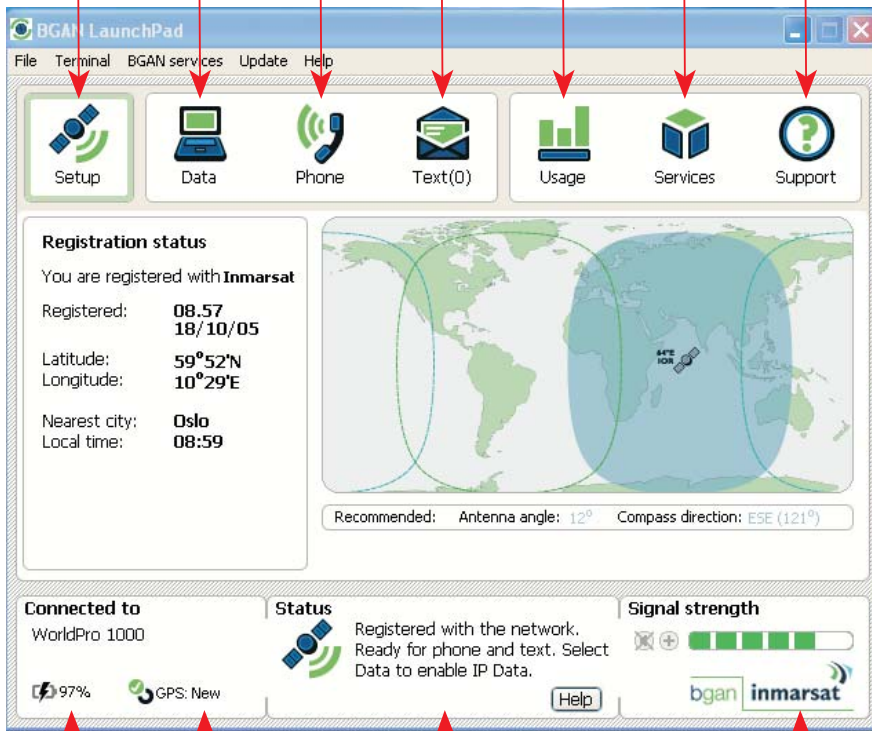 BGAN LaunchPad
File Terminal BGAN services Update Help
Setup Data Phone Text(0) Usage Services Support
Registration status
You are registered with Inmarsat
Registered: 08.57
18/10/05
Latitude: 59°52'N
Longitude: 10°29'E
Nearest city: Oslo
Local time: 08:59
64°E
IOR
Recommended: Antenna angle: 12° Compass direction: ESE (121°)
Connected to
WorldPro 1000
97% GPS: New
Status
Registered with the network.
Ready for phone and text. Select
Data to enable IP Data.
Help
Signal strength
bgan inmarsat